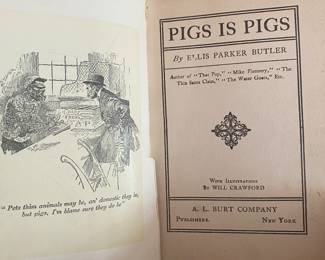 " Pets thim animals may be, an' domestic they be,
but pigs, I'm blame sure they do be"
PIGS IS PIGS
By ELLIS PARKER BUTLER
Author of "That Pup," "Mike Flannery," "The
Thin Santa Claus," "The Water Goats," Etc.
With Illustrations
By WILL CRAWFORD
A. L. BURT COMPANY
PUBLISHERS. NEW YORK